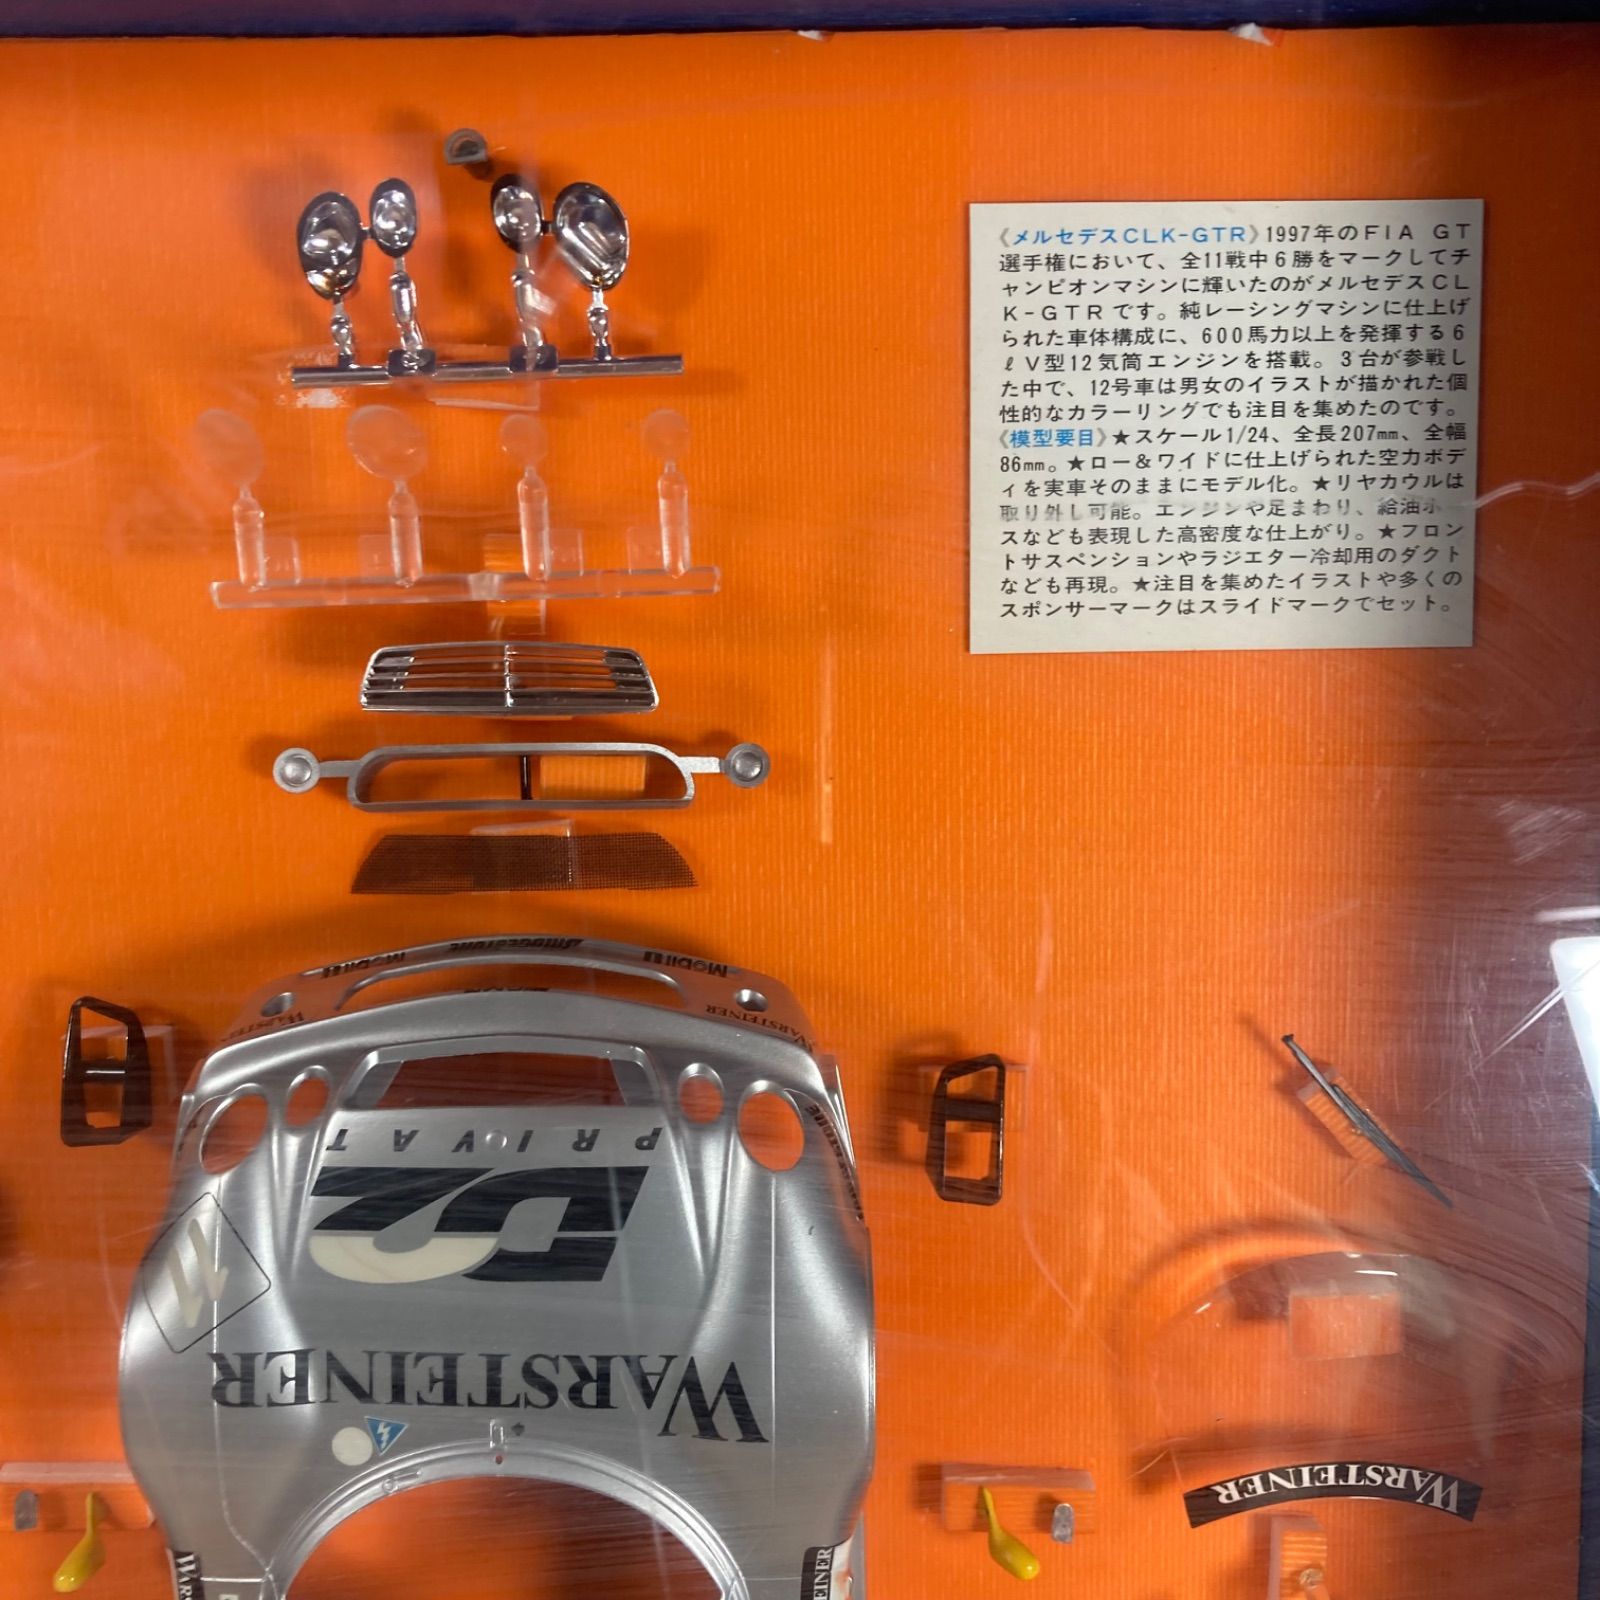 《メルセデスCLK-GTR》1997年のFIA GT
選手権において、全11戦中6勝をマークしてチ
ャンピオンマシンに輝いたのがメルセデスCL
K-GTRです。純レーシングマシンに仕上げ
られた車体構成に、600馬力以上を発揮する6
ℓV型12気筒エンジンを搭載。3台が参戦し
た中で、12号車は男女のイラストが描かれた個
性的なカラーリングでも注目を集めたのです。
《模型要目》★スケール1/24、全長207mm、全幅
86mm。★ロー&ワイドに仕上げられた空力ボデ
ィを実車そのままにモデル化。★リヤカウルは
取り外し可能。エンジンや足まわり、給油ホー
スなども表現した高密度な仕上がり。★フロン
トサスペンションやラジエター冷却用のダクト
なども再現。★注目を集めたイラストや多くの
スポンサーマークはスライドマークでセット。
Bridgestone
Mobil 1
Mobil 1
WARSTEINER
PRIVAT
D2
11
WARSTEINER
WARSTEINER